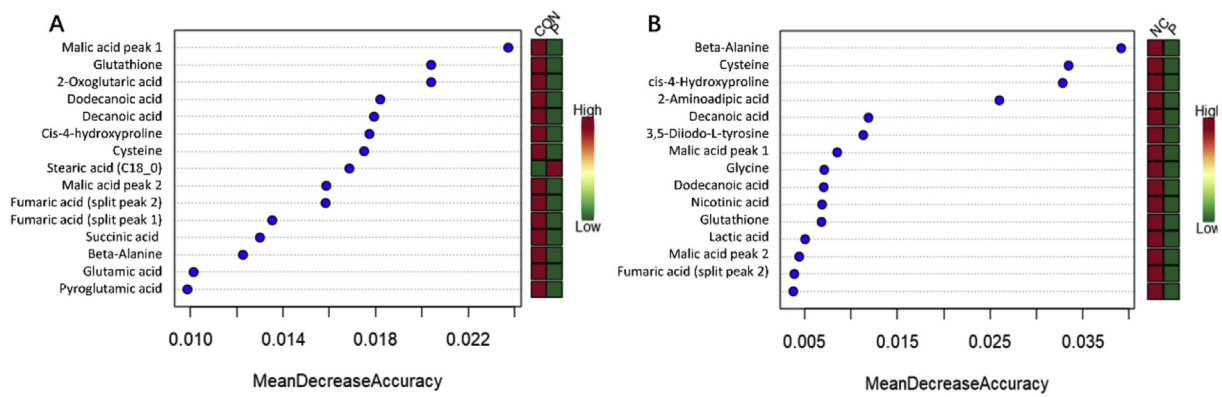 A
CON P
Malic acid peak 1
Glutathione
2-Oxoglutaric acid
Dodecanoic acid
Decanoic acid
Cis-4-hydroxyproline
Cysteine
Stearic acid (C18_0}
Malic acid peak 2
Fumaric acid (split peak 2}
Fumaric acid (split peak 1}
Succinic acid
Beta-Alanine
Glutamic acid
Pyroglutamic acid
High
Low
0.010 0.014 0.018 0.022
MeanDecreaseAccuracy
B
NC P
Beta-Alanine
Cysteine
cis-4-Hydroxyproline
2-Aminoadipic acid
Decanoic acid
3,5-Diiodo-L-tyrosine
Malic acid peak 1
Glycine
Dodecanoic acid
Nicotinic acid
Glutathione
Lactic acid
Malic acid peak 2
Fumaric acid (split peak 2}
High
Low
0.005 0.015 0.025 0.035
MeanDecreaseAccuracy